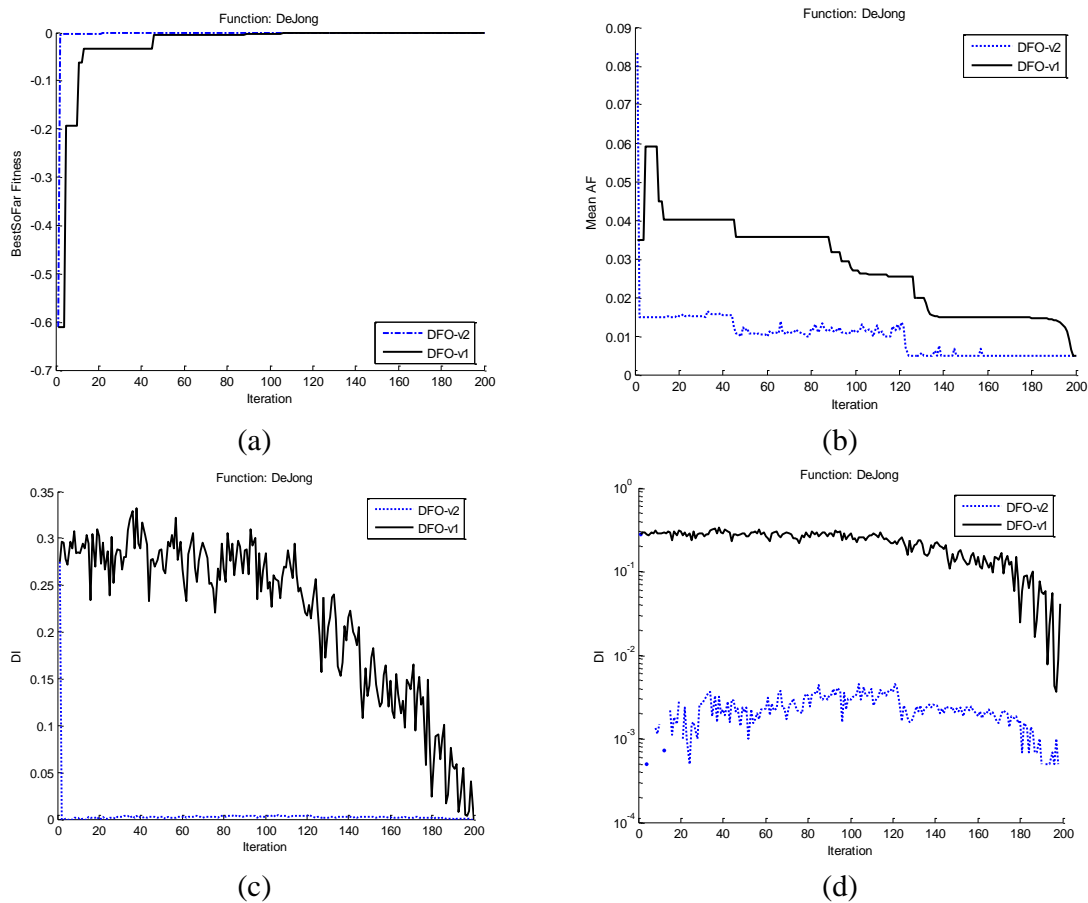 Function: DeJong
0
-0.1
-0.2
-0.3
-0.4
-0.5
-0.6
-0.7
BestSoFar Fitness
DFO-v2
DFO-v1
0 20 40 60 80 100 120 140 160 180 200
Iteration
(a)
Function: DeJong
0.09
0.08
0.07
0.06
0.05
0.04
0.03
0.02
0.01
0
Mean AF
DFO-v2
DFO-v1
0 20 40 60 80 100 120 140 160 180 200
Iteration
(b)
Function: DeJong
0.35
0.3
0.25
0.2
0.15
0.1
0.05
0
DI
DFO-v2
DFO-v1
0 20 40 60 80 100 120 140 160 180 200
Iteration
(c)
Function: DeJong
10^0
10^-1
10^-2
10^-3
10^-4
DI
DFO-v2
DFO-v1
0 20 40 60 80 100 120 140 160 180 200
Iteration
(d)